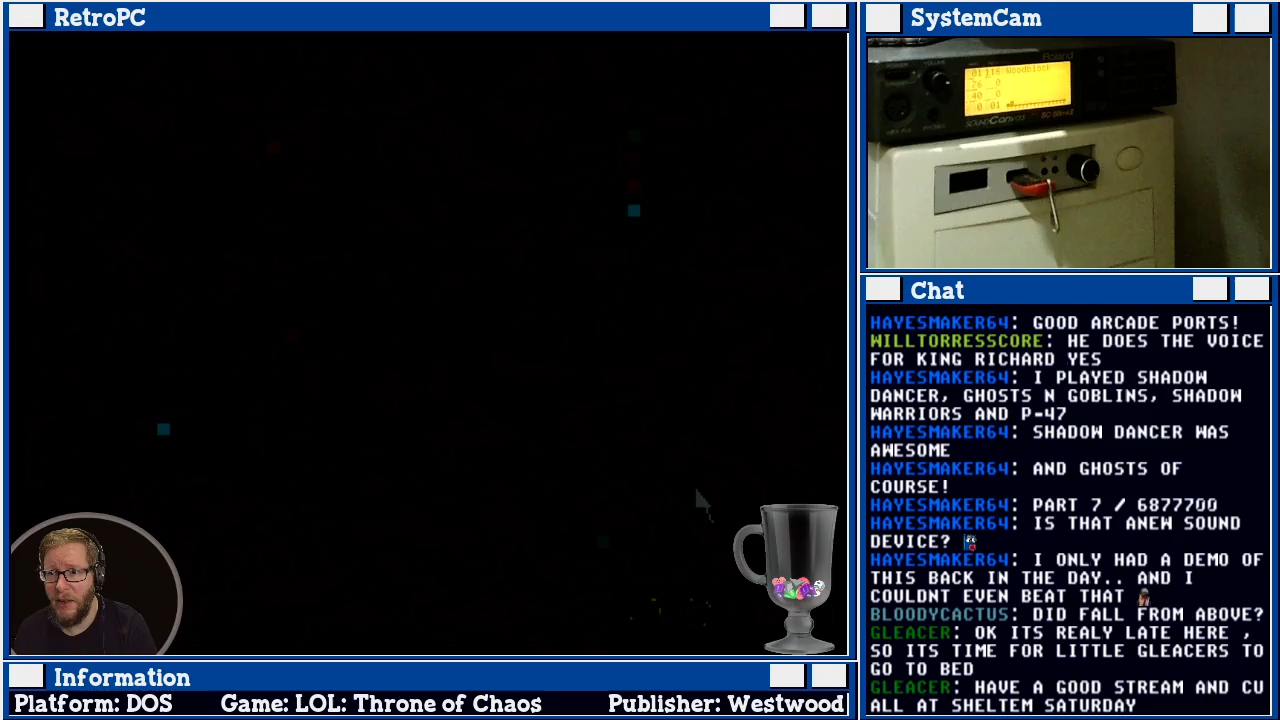 RetroPC
SystemCam
Roland
VOLUME
SOUND Canvas
Chat
HAYESMAKER64: GOOD ARCADE PORTS!
WILLTORRESSCORE: HE DOES THE VOICE
FOR KING RICHARD YES
HAYESMAKER64: I PLAYED SHADOW
DANCER, GHOSTS N GOBLINS, SHADOW
WARRIORS AND P-47
HAYESMAKER64: SHADOW DANCER WAS
AWESOME
HAYESMAKER64: AND GHOSTS OF
COURSE!
HAYESMAKER64: PART 7 / 6877700
HAYESMAKER64: IS THAT ANEW SOUND
DEVICE?
HAYESMAKER64: I ONLY HAD A DEMO OF
THIS BACK IN THE DAY.. AND I
COULDNT EVEN BEAT THAT
BLOODYCACTUS: DID FALL FROM ABOVE?
GLEACER: OK ITS REALY LATE HERE ,
SO ITS TIME FOR LITTLE GLEACERS TO
GO TO BED
GLEACER: HAVE A GOOD STREAM AND CU
ALL AT SHELTEM SATURDAY
Information
Platform: DOS Game: LOL: Throne of Chaos Publisher: Westwood